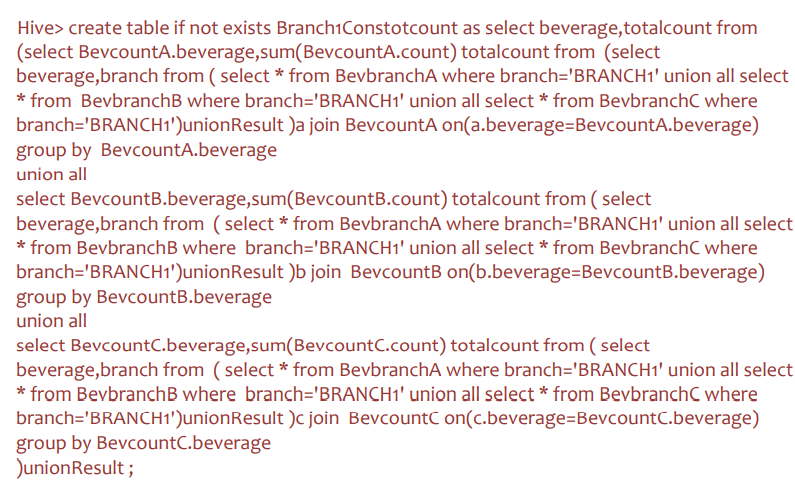 Hive> create table if not exists Branch1Constotcount as select beverage,totalcount from
(select BevcountA.beverage,sum(BevcountA.count) totalcount from  (select
beverage,branch from ( select * from BevbranchA where branch='BRANCH1' union all select
* from  BevbranchB where branch='BRANCH1' union all select * from BevbranchC where
branch='BRANCH1')unionResult )a join BevcountA on(a.beverage=BevcountA.beverage)
group by  BevcountA.beverage
union all
select BevcountB.beverage,sum(BevcountB.count) totalcount from ( select
beverage,branch from  ( select * from BevbranchA where branch='BRANCH1' union all select
* from BevbranchB where  branch='BRANCH1' union all select * from BevbranchC where
branch='BRANCH1')unionResult )b join  BevcountB on(b.beverage=BevcountB.beverage)
group by BevcountB.beverage
union all
select BevcountC.beverage,sum(BevcountC.count) totalcount from ( select
beverage,branch from  ( select * from BevbranchA where branch='BRANCH1' union all select
* from BevbranchB where  branch='BRANCH1' union all select * from BevbranchC where
branch='BRANCH1')unionResult )c join  BevcountC on(c.beverage=BevcountC.beverage)
group by BevcountC.beverage
)unionResult ;